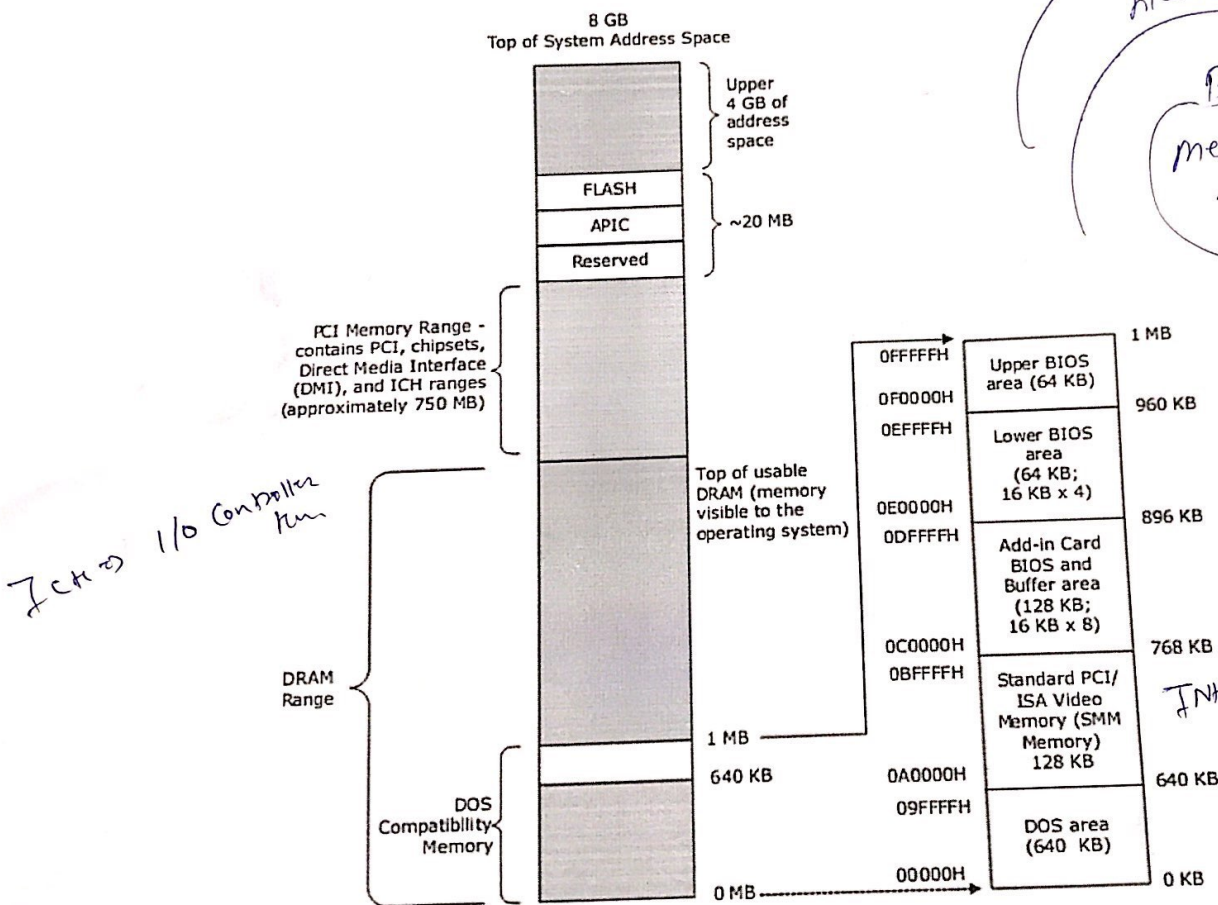 8 GB
Top of System Address Space
Upper
4 GB of
address
space
FLASH
APIC
Reserved
~20 MB
PCI Memory Range -
contains PCI, chipsets,
Direct Media Interface
(DMI), and ICH ranges
(approximately 750 MB)
Top of usable
DRAM (memory
visible to the
operating system)
ICH => I/O Controller
DRAM
Range
1 MB
640 KB
DOS
Compatibility
Memory
0 MB
1 MB
0FFFFFH
Upper BIOS
area (64 KB)
0F0000H
960 KB
0EFFFFH
Lower BIOS
area
(64 KB;
16 KB x 4)
0E0000H
896 KB
0DFFFFH
Add-in Card
BIOS and
Buffer area
(128 KB;
16 KB x 8)
0C0000H
768 KB
0BFFFFH
Standard PCI/
ISA Video
Memory (SMM
Memory)
128 KB
0A0000H
640 KB
09FFFFH
DOS area
(640 KB)
00000H
0 KB